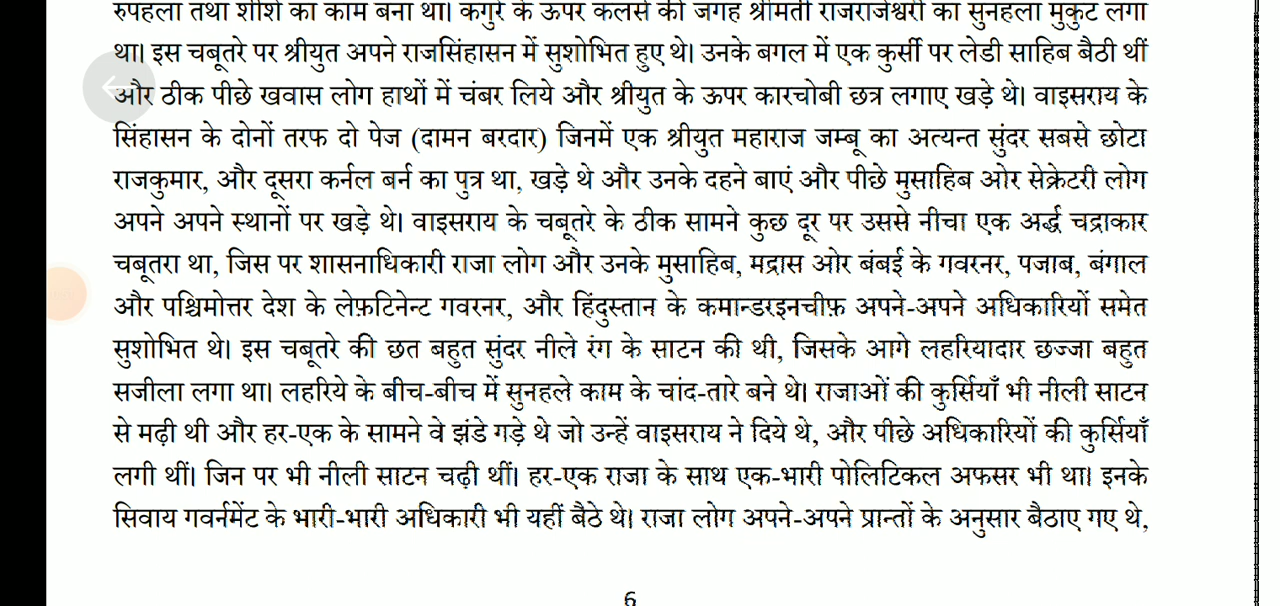 रुपहला तथा शीशे का काम बना था। कंगुरे के ऊपर कलसे की जगह श्रीमती राजराजेश्वरी का सुनहला मुकुट लगा
था। इस चबूतरे पर श्रीयुत अपने राजसिंहासन में सुशोभित हुए थे। उनके बगल में एक कुर्सी पर लेडी साहिब बैठी थीं
और ठीक पीछे खवास लोग हाथों में चंबर लिये और श्रीयुत के ऊपर कारचोबी छत्र लगाए खड़े थे। वाइसराय के
सिंहासन के दोनों तरफ दो पेज (दामन बरदार) जिनमें एक श्रीयुत महाराज जम्बू का अत्यन्त सुंदर सबसे छोटा
राजकुमार, और दूसरा कर्नल बर्न का पुत्र था, खड़े थे और उनके दहने बाएं और पीछे मुसाहिब ओर सेक्रेटरी लोग
अपने अपने स्थानों पर खड़े थे। वाइसराय के चबूतरे के ठीक सामने कुछ दूर पर उससे नीचा एक अर्द्ध चद्राकार
चबूतरा था, जिस पर शासनाधिकारी राजा लोग और उनके मुसाहिब, मद्रास ओर बंबई के गवरनर, पजाब, बंगाल
और पश्चिमोत्तर देश के लेफ़टिनेन्ट गवरनर, और हिंदुस्तान के कमान्डरइनचीफ़ अपने-अपने अधिकारियों समेत
सुशोभित थे। इस चबूतरे की छत बहुत सुंदर नीले रंग के साटन की थी, जिसके आगे लहरियादार छज्जा बहुत
सजीला लगा था। लहरिये के बीच-बीच में सुनहले काम के चांद-तारे बने थे। राजाओं की कुर्सियाँ भी नीली साटन
से मढ़ी थी और हर-एक के सामने वे झंडे गड़े थे जो उन्हें वाइसराय ने दिये थे, और पीछे अधिकारियों की कुर्सियाँ
लगी थीं। जिन पर भी नीली साटन चढ़ी थीं। हर-एक राजा के साथ एक-भारी पोलिटिकल अफसर भी था। इनके
सिवाय गवर्नमेंट के भारी-भारी अधिकारी भी यहीं बैठे थे। राजा लोग अपने-अपने प्रान्तों के अनुसार बैठाए गए थे,
6